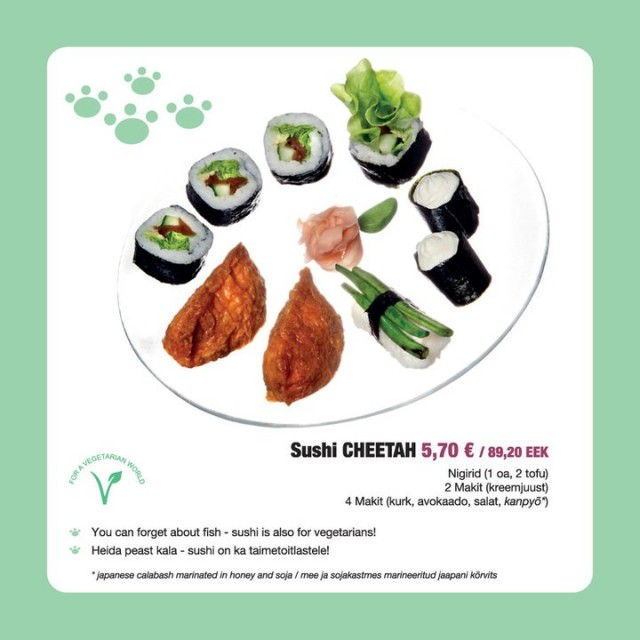 Sushi CHEETAH 5,70 € / 89,20 EEK
Nigirid (1 oa, 2 tofu)
2 Makit (kreemjuust)
4 Makit (kurk, avokaado, salat, kanpyō*)
FOR A VEGETARIAN WORLD
You can forget about fish - sushi is also for vegetarians!
Heida peast kala - sushi on ka taimetoitlastele!
* japanese calabash marinated in honey and soja / mee ja sojakastmes marineeritud jaapani kõrvits